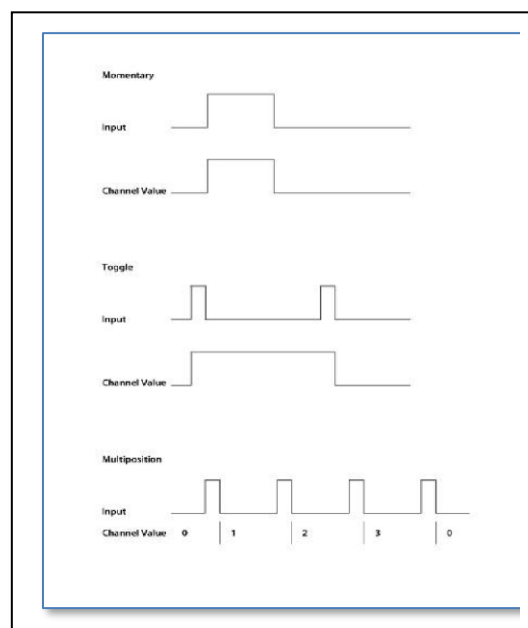 Momentary
Input
Channel Value
Toggle
Input
Channel Value
Multiposition
Input
Channel Value 0 1 2 3 0